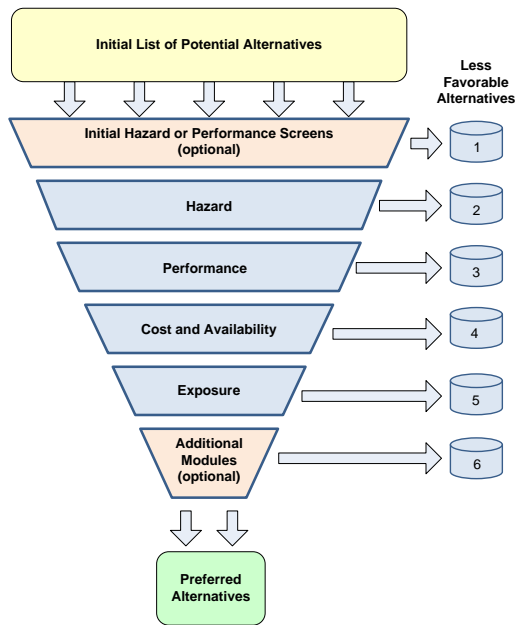 Initial List of Potential Alternatives
Less
Favorable
Alternatives
Initial Hazard or Performance Screens
(optional)
1
Hazard
2
Performance
3
Cost and Availability
4
Exposure
5
Additional
Modules
(optional)
6
Preferred
Alternatives